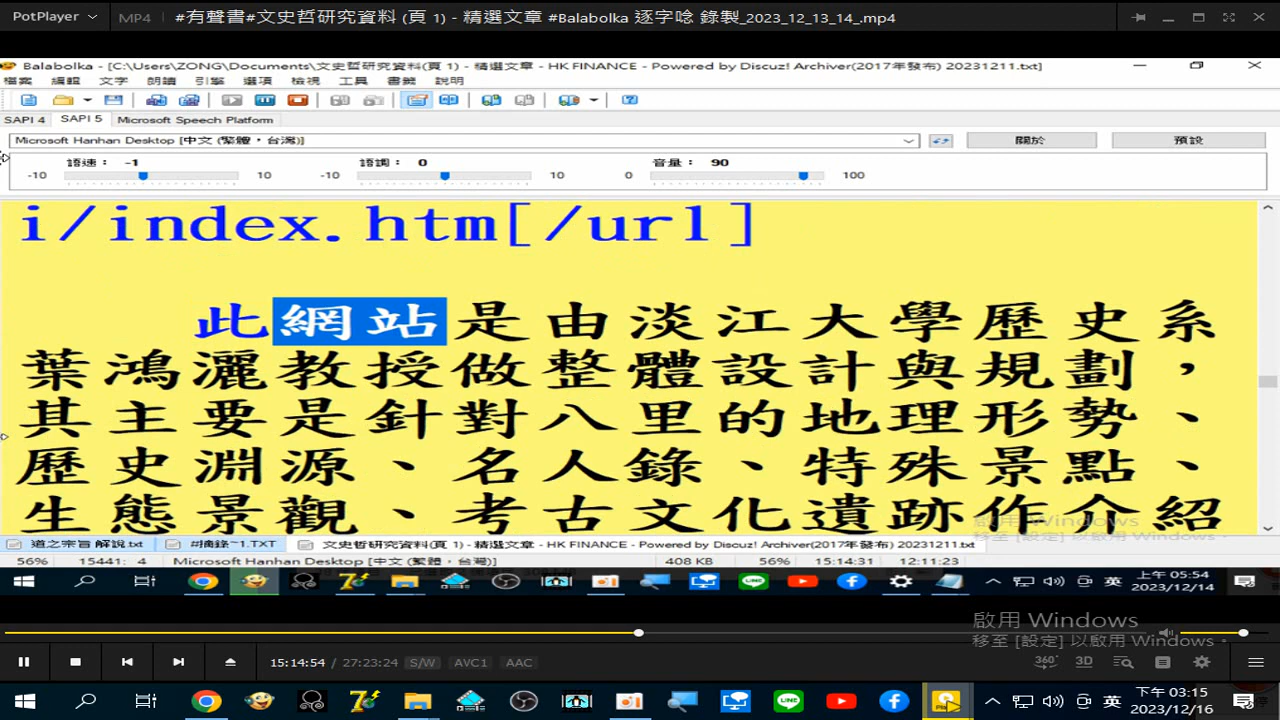 PotPlayer MP4 #有聲書#文史哲研究資料 (頁 1) - 精選文章 #Balabolka 逐字唸 錄製_2023_12_13_14_.mp4
Balabolka - [C:\Users\ZONG\Documents\文史哲研究資料(頁 1) - 精選文章 - HK FINANCE - Powered by Discuz! Archiver(2017年發布) 20231211.txt]
檔案 編輯 文字 朗讀 引擎 選項 檢視 工具 書籤 說明
SAPI 4 SAPI 5 Microsoft Speech Platform
Microsoft Hanhan Desktop [中文 (繁體，台灣)] 關於 預設
語速： -1 語調： 0 音量： 90
-10 10 -10 10 0 100
i/index.htm[/url]
此網站是由淡江大學歷史系
葉鴻灑教授做整體設計與規劃，
其主要是針對八里的地理形勢、
歷史淵源、名人錄、特殊景點、
生態景觀、考古文化遺跡作介紹
啟用 Windows
移至 [設定] 以啟用 Windows。
道之宗旨 解說.txt #摘錄~1.TXT 文史哲研究資料(頁 1) - 精選文章 - HK FINANCE - Powered by Discuz! Archiver(2017年發布) 20231211.txt
56% 15441: 4 Microsoft Hanhan Desktop [中文 (繁體，台灣)] 408 KB 56% 15:14:31 12:11:23
英 上午 05:54
2023/12/14
啟用 Windows
移至 [設定] 以啟用 Windows。
15:14:54 / 27:23:24 S/W AVC1 AAC 360° 3D
英 下午 03:15
2023/12/16